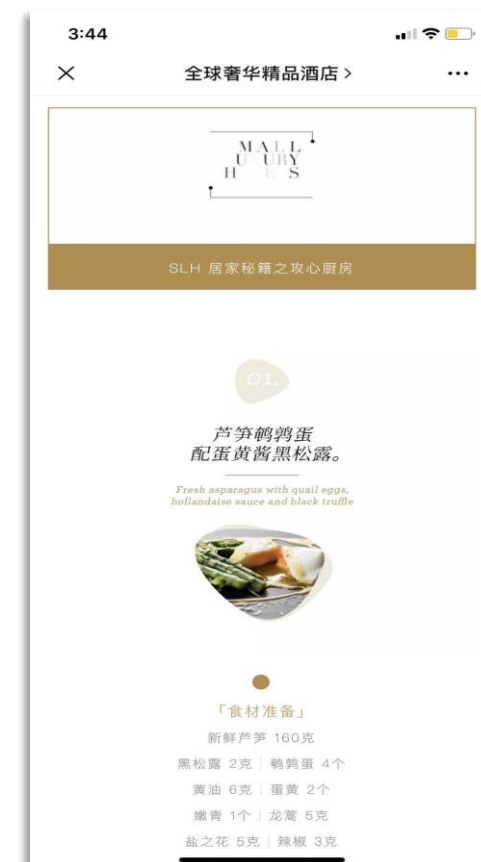 3:44
全球奢华精品酒店 >
MALL
U URY
H E S
SLH 居家秘籍之攻心厨房
01.
芦笋鹌鹑蛋
配蛋黄酱黑松露。
Fresh asparagus with quail eggs,
hollandaise sauce and black truffle
「食材准备」
新鲜芦笋 160克
黑松露 2克 | 鹌鹑蛋 4个
黄油 6克 | 蛋黄 2个
嫩青 1个 | 龙蒿 5克
盐之花 5克 | 辣椒 3克